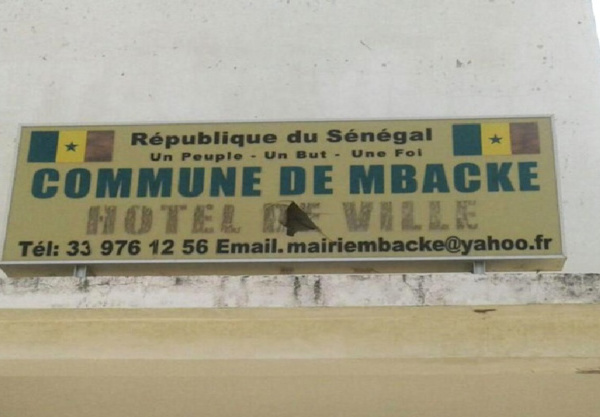 République du Sénégal
Un Peuple - Un But - Une Foi
COMMUNE DE MBACKE
HOTEL DE VILLE
Tél: 33 976 12 56 Email. mairiembacke@yahoo.fr